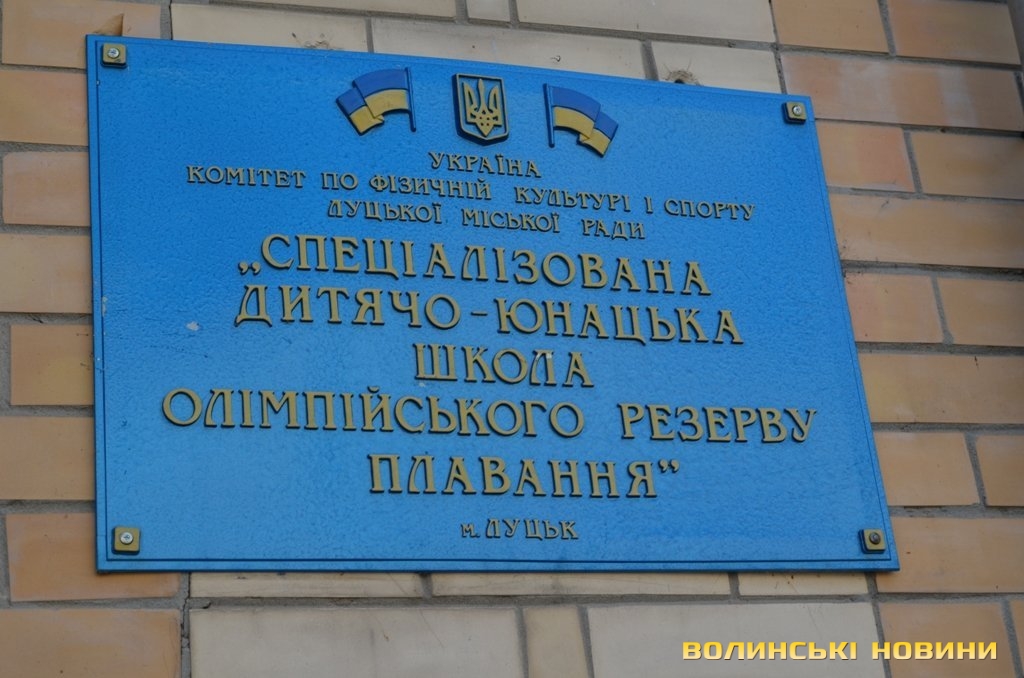 УКРАЇНА
КОМІТЕТ ПО ФІЗИЧНІЙ КУЛЬТУРІ І СПОРТУ
ЛУЦЬКОЇ МІСЬКОЇ РАДИ
„СПЕЦІАЛІЗОВАНА
ДИТЯЧО-ЮНАЦЬКА
ШКОЛА
ОЛІМПІЙСЬКОГО РЕЗЕРВУ
ПЛАВАННЯ”
м. ЛУЦЬК
ВОЛИНСЬКІ НОВИНИ